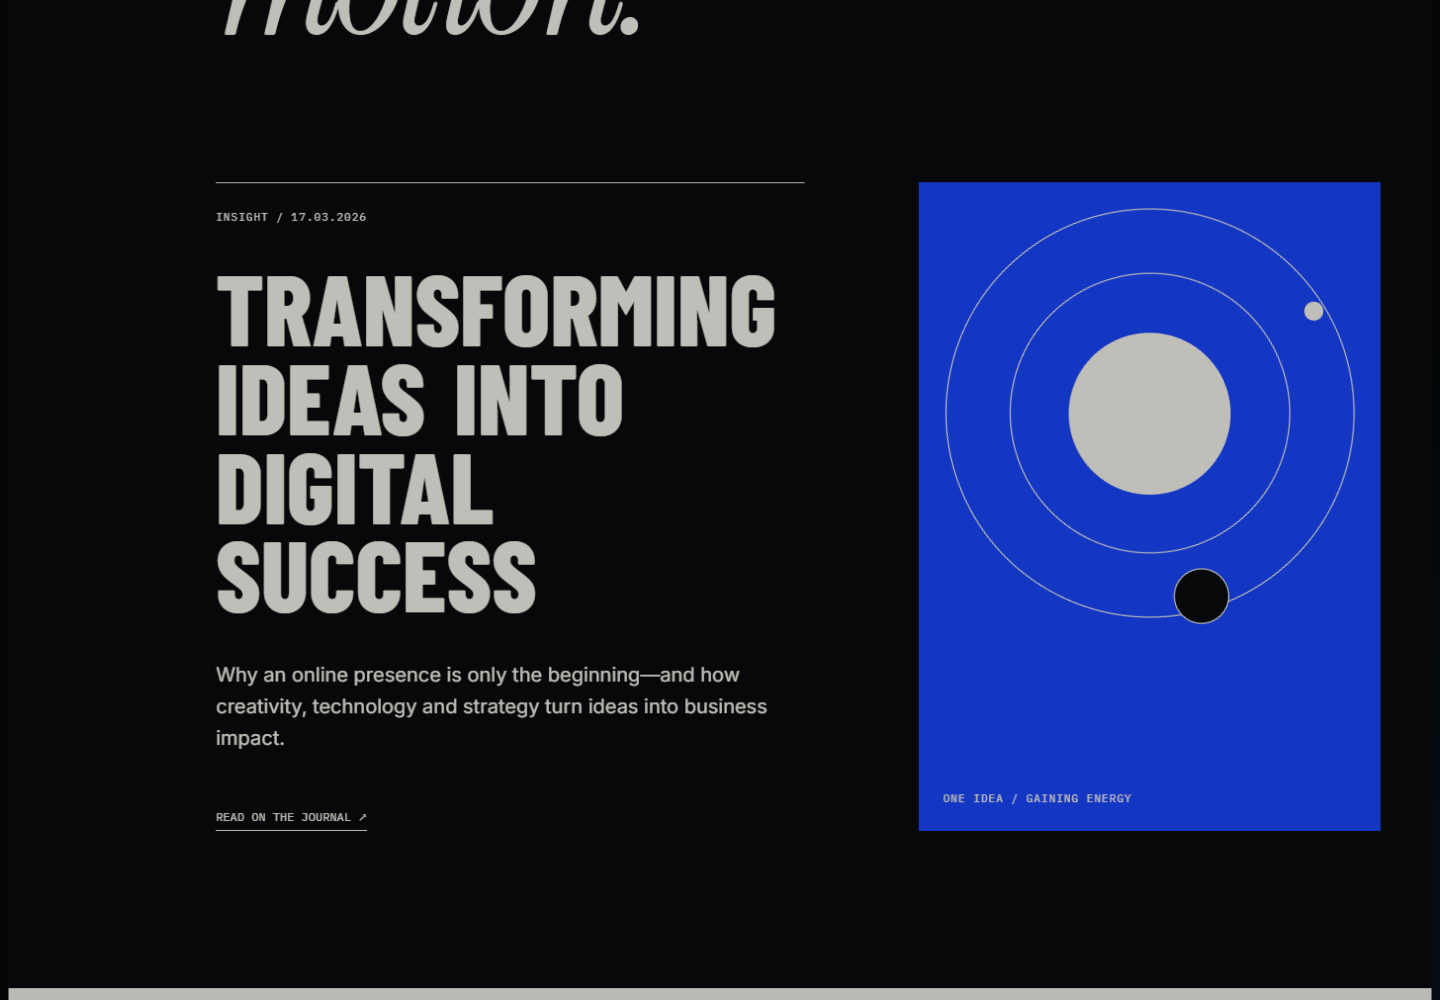 motion.
INSIGHT / 17.03.2026
TRANSFORMING
IDEAS INTO
DIGITAL
SUCCESS
Why an online presence is only the beginning—and how
creativity, technology and strategy turn ideas into business
impact.
READ ON THE JOURNAL ↗
ONE IDEA / GAINING ENERGY